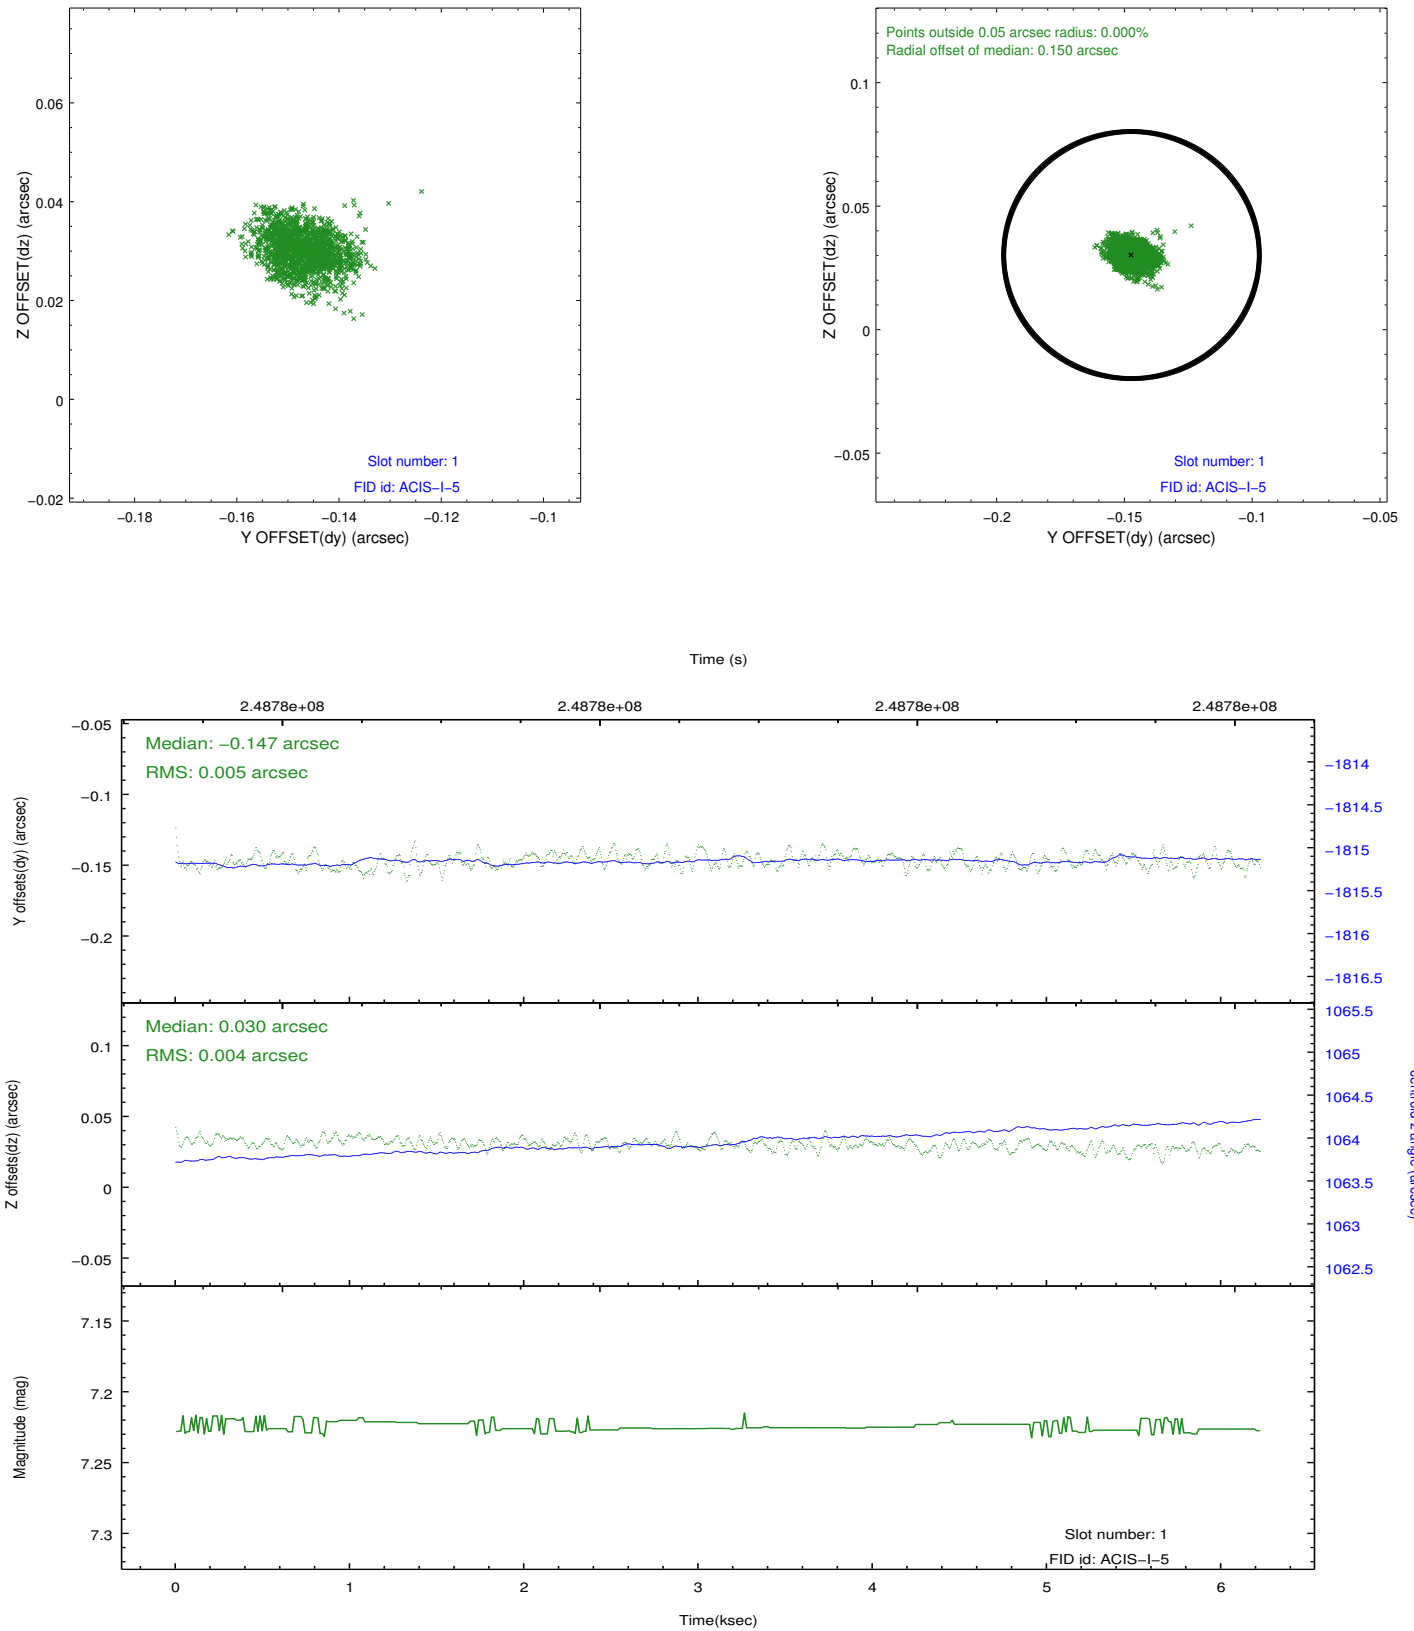 Z OFFSET(dz) (arcsec)
0.06
0.04
0.02
0
−0.02
−0.18
−0.16
−0.14
−0.12
−0.1
Y OFFSET(dy) (arcsec)
Slot number: 1
FID id: ACIS−I−5
Points outside 0.05 arcsec radius: 0.000%
Radial offset of median: 0.150 arcsec
Z OFFSET(dz) (arcsec)
0.1
0.05
0
−0.05
−0.2
−0.15
−0.1
−0.05
Y OFFSET(dy) (arcsec)
Slot number: 1
FID id: ACIS−I−5
Time (s)
2.4878e+08
2.4878e+08
2.4878e+08
2.4878e+08
Median: −0.147 arcsec
RMS: 0.005 arcsec
Y offsets(dy) (arcsec)
−0.05
−0.1
−0.15
−0.2
−1814
−1814.5
−1815
−1815.5
−1816
−1816.5
Median: 0.030 arcsec
RMS: 0.004 arcsec
Z offsets(dz) (arcsec)
0.1
0.05
0
−0.05
1065.5
1065
1064.5
1064
1063.5
1063
1062.5
Z angle (arcsec)
Magnitude (mag)
7.15
7.2
7.25
7.3
Slot number: 1
FID id: ACIS−I−5
0
1
2
3
4
5
6
Time(ksec)